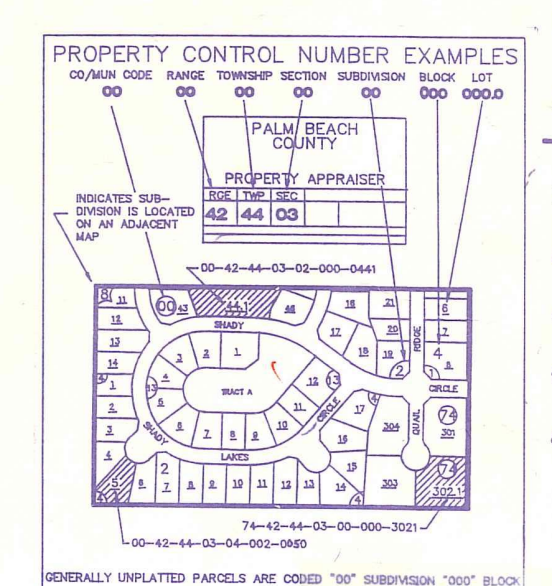 PROPERTY CONTROL NUMBER EXAMPLES
CO/MUN CODE RANGE TOWNSHIP SECTION SUBDIVISION BLOCK LOT
00 00 00 00 00 000 000.0
PALM BEACH
COUNTY
PROPERTY APPRAISER
RGE TWP SEC
42 44 03
INDICATES SUB-
DIVISION IS LOCATED
ON AN ADJACENT
MAP
00-42-44-03-02-000-0441
8 11 00 43 44.1 46 18 21 6
12 SHADY 17 20 RIDGE 7
13 3 2 1 18 19 2 4 8
14 4 12 13 1
4 1 13 5 TRACT A 11 CIRCLE 17 4 CIRCLE
2 6 7 8 9 10 16 304 QUAIL 74
3 SHADY 301
4 LAKES 15 74
5 2 303 302.1
4 6 7 8 9 10 11 12 13 14 4
74-42-44-03-00-000-3021
00-42-44-03-04-002-0050
GENERALLY UNPLATTED PARCELS ARE CODED "00" SUBDIVISION "000" BLOCK